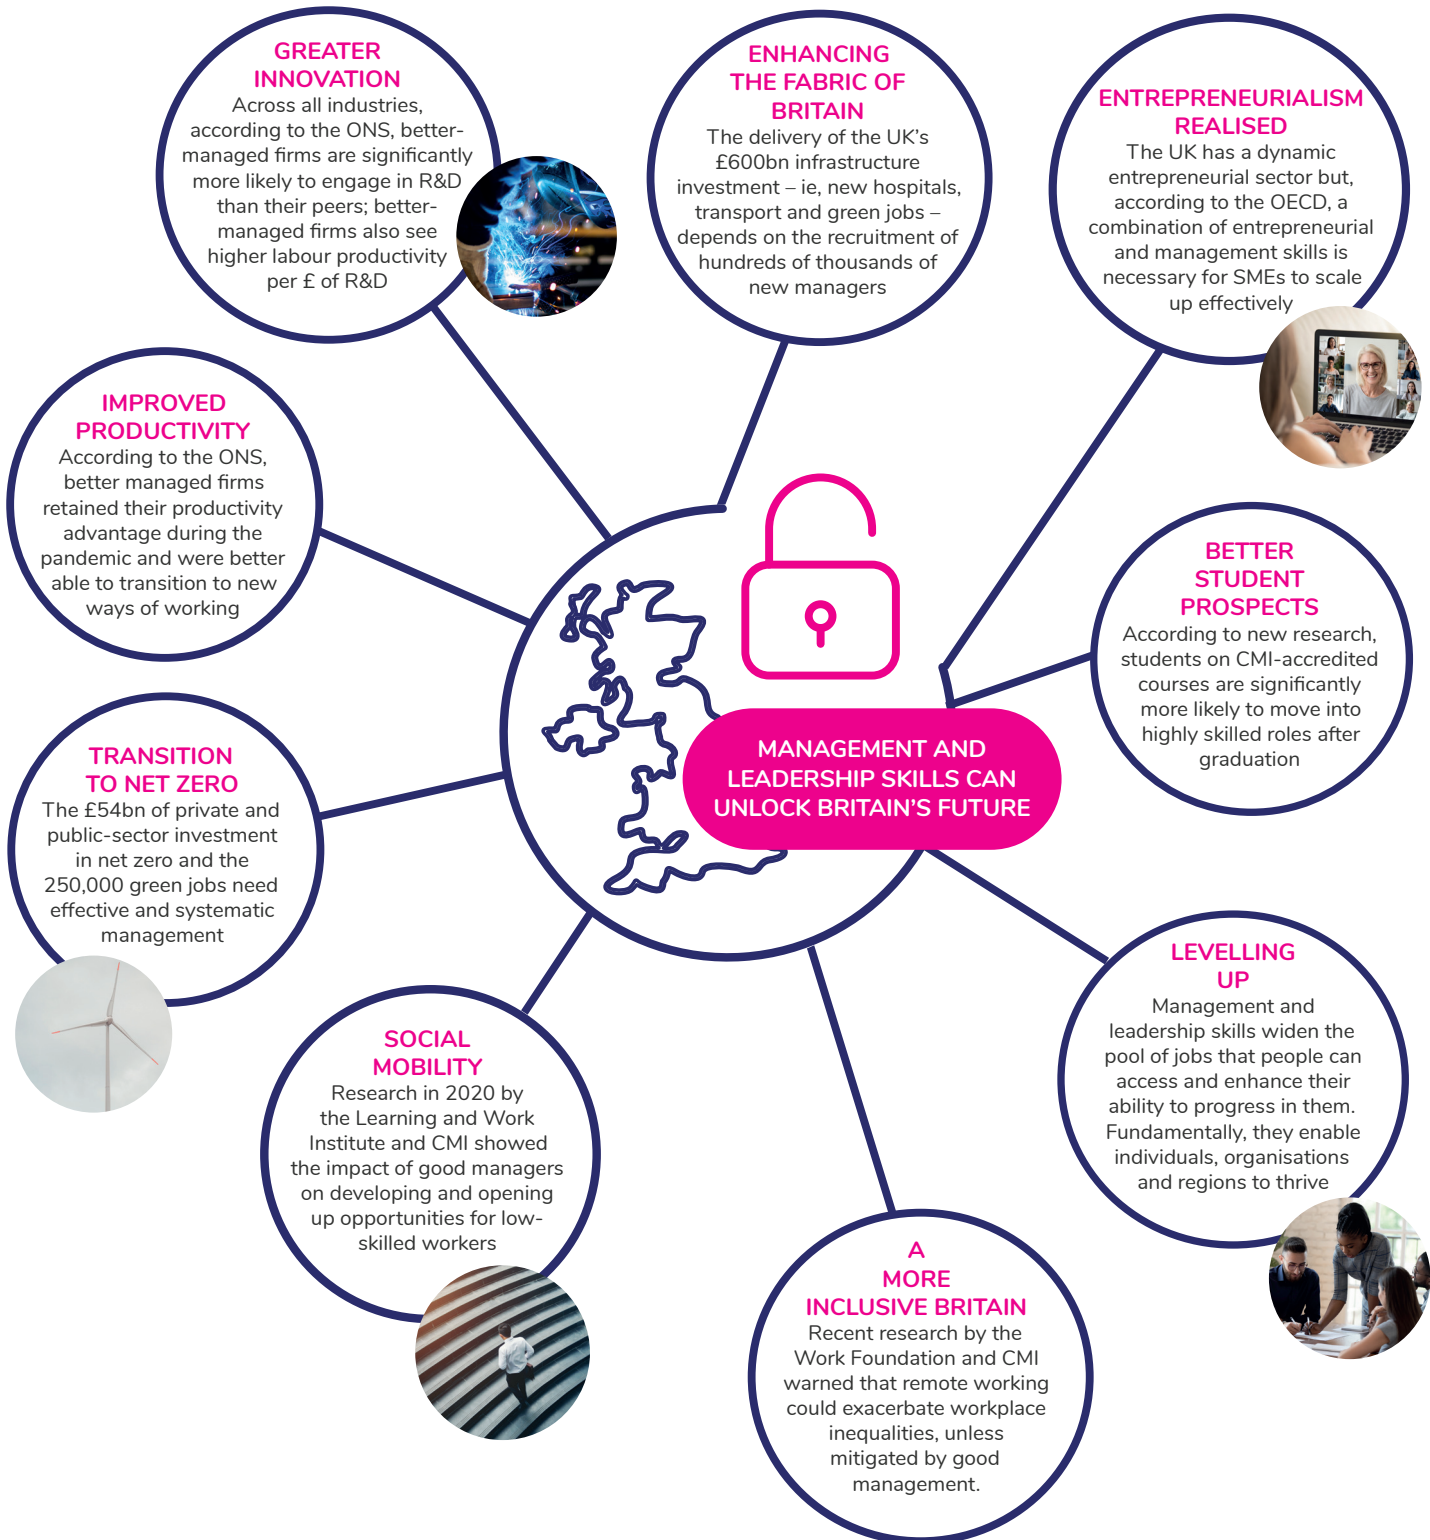 GREATER
INNOVATION
Across all industries,
according to the ONS, better-
managed firms are significantly
more likely to engage in R&D
than their peers; better-
managed firms also see
higher labour productivity
per £ of R&D
ENHANCING
THE FABRIC OF
BRITAIN
The delivery of the UK’s
£600bn infrastructure
investment – ie, new hospitals,
transport and green jobs –
depends on the recruitment of
hundreds of thousands of
new managers
ENTREPRENEURIALISM
REALISED
The UK has a dynamic
entrepreneurial sector but,
according to the OECD, a
combination of entrepreneurial
and management skills is
necessary for SMEs to scale
up effectively
IMPROVED
PRODUCTIVITY
According to the ONS,
better managed firms
retained their productivity
advantage during the
pandemic and were better
able to transition to new
ways of working
BETTER
STUDENT
PROSPECTS
According to new research,
students on CMI-accredited
courses are significantly
more likely to move into
highly skilled roles after
graduation
MANAGEMENT AND
LEADERSHIP SKILLS CAN
UNLOCK BRITAIN’S FUTURE
TRANSITION
TO NET ZERO
The £54bn of private and
public-sector investment
in net zero and the
250,000 green jobs need
effective and systematic
management
LEVELLING
UP
Management and
leadership skills widen the
pool of jobs that people can
access and enhance their
ability to progress in them.
Fundamentally, they enable
individuals, organisations
and regions to thrive
SOCIAL
MOBILITY
Research in 2020 by
the Learning and Work
Institute and CMI showed
the impact of good managers
on developing and opening
up opportunities for low-
skilled workers
A
MORE
INCLUSIVE BRITAIN
Recent research by the
Work Foundation and CMI
warned that remote working
could exacerbate workplace
inequalities, unless
mitigated by good
management.